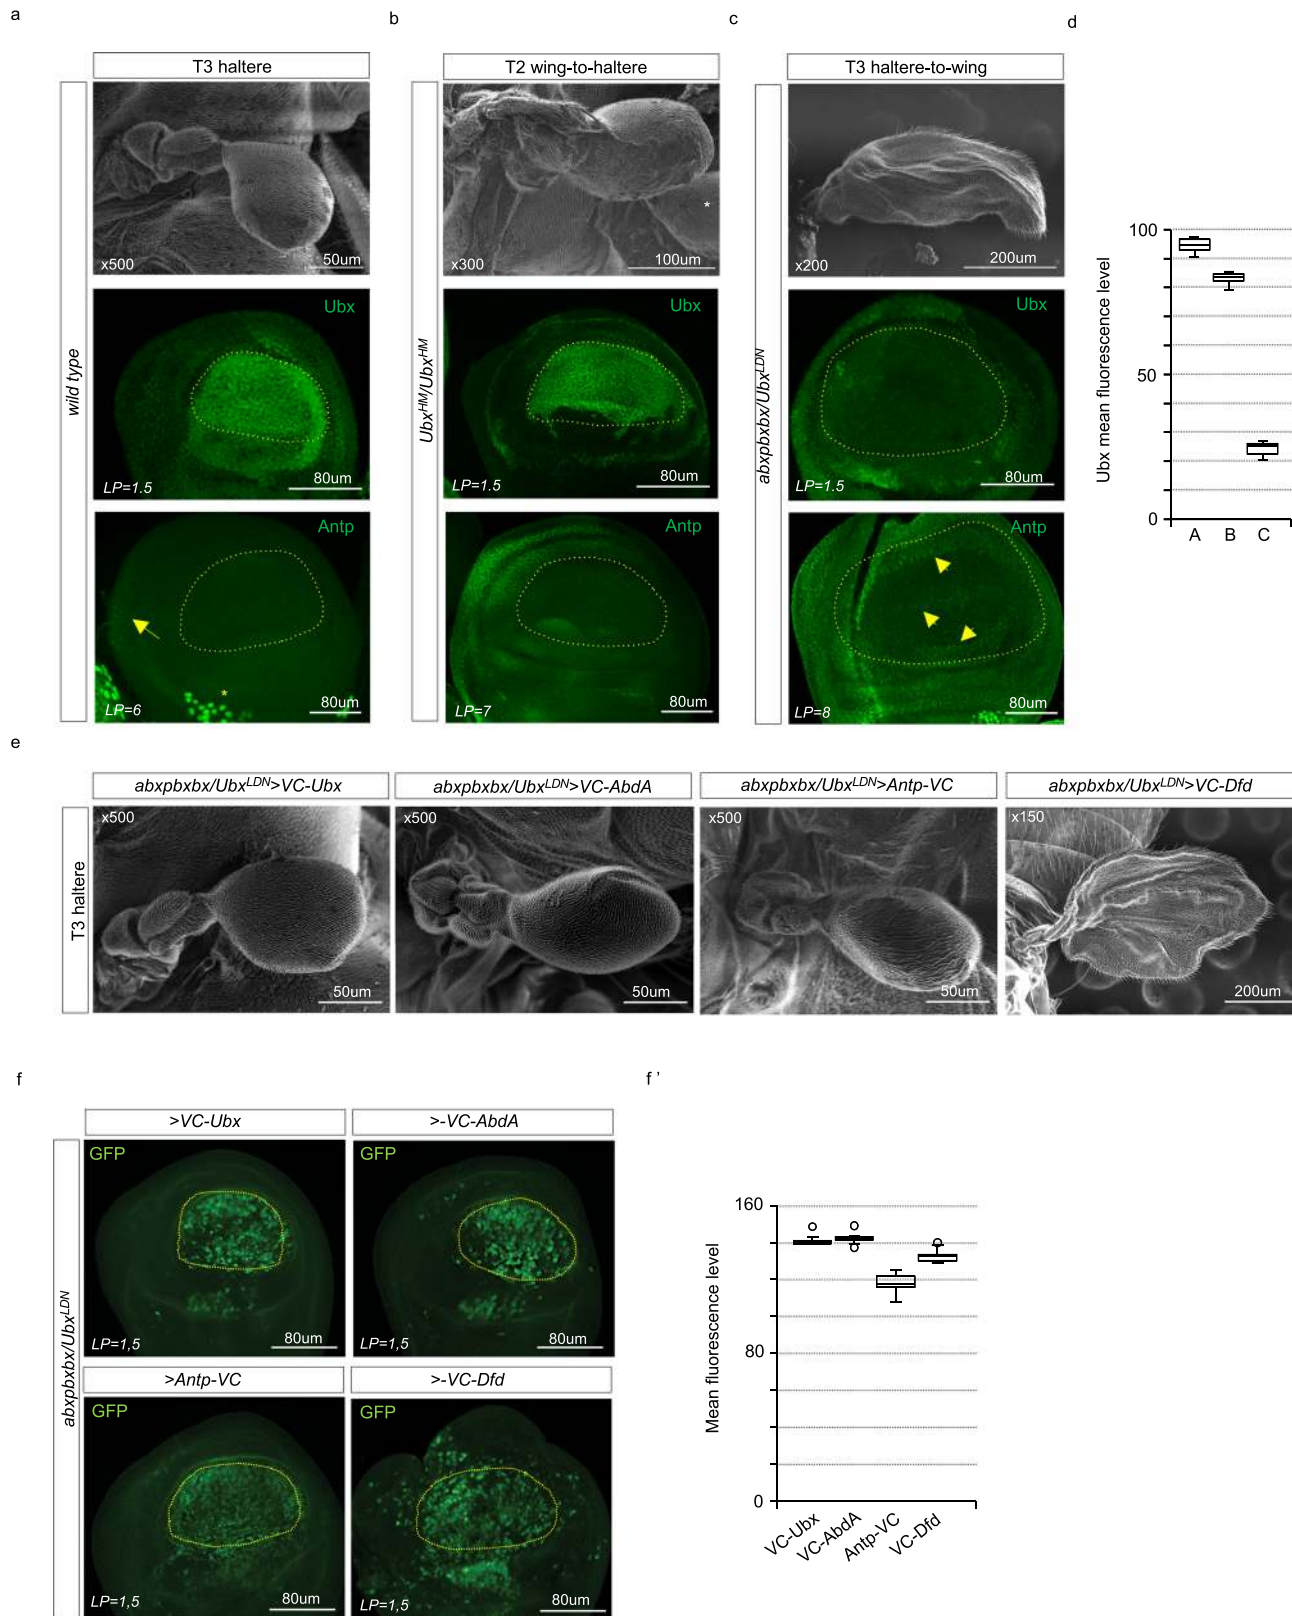 a
b
c
d
T3 haltere
T2 wing-to-haltere
T3 haltere-to-wing
wild type
Ubx^HM/Ubx^HM
abxpbxbx/Ubx^LDN
x500
50um
x300
*
100um
x200
200um
Ubx
LP=1.5
80um
Ubx
LP=1.5
80um
Ubx
LP=1.5
80um
Antp
*
LP=6
80um
Antp
LP=7
80um
Antp
LP=8
80um
Ubx mean fluorescence level
100
50
0
A B C
e
abxpbxbx/Ubx^LDN>VC-Ubx
abxpbxbx/Ubx^LDN>VC-AbdA
abxpbxbx/Ubx^LDN>Antp-VC
abxpbxbx/Ubx^LDN>VC-Dfd
T3 haltere
x500
50um
x500
50um
x500
50um
x150
200um
f
>VC-Ubx
>-VC-AbdA
abxpbxbx/Ubx^LDN
GFP
LP=1,5
80um
GFP
LP=1,5
80um
>Antp-VC
>-VC-Dfd
GFP
LP=1,5
80um
GFP
LP=1,5
80um
f '
Mean fluorescence level
160
80
0
VC-Ubx
VC-AbdA
Antp-VC
VC-Dfd